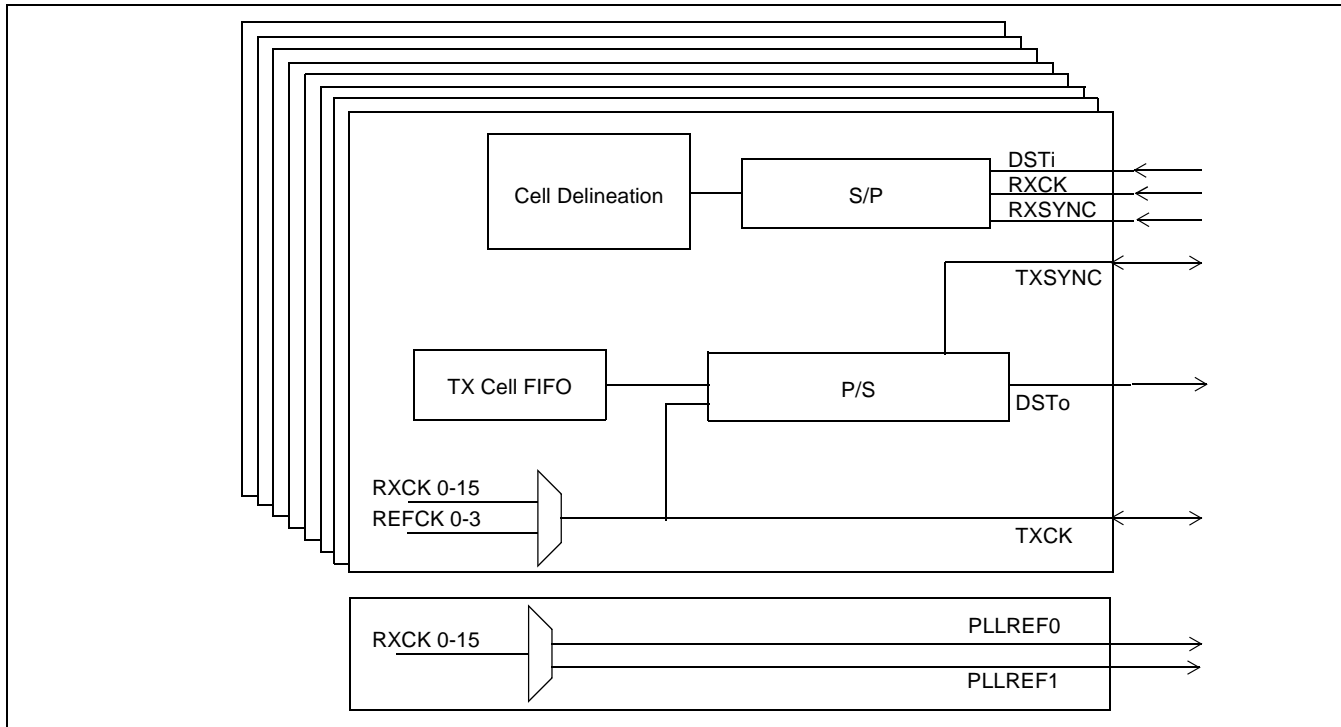 DSTi
RXCK
RXSYNC
Cell Delineation
S/P
TXSYNC
TX Cell FIFO
P/S
DSTo
RXCK 0-15
REFCK 0-3
TXCK
RXCK 0-15
PLLREF0
PLLREF1